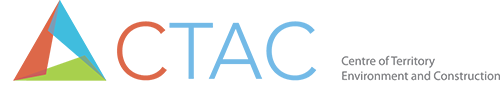 CTAC
Centre of Territory
Environment and Construction